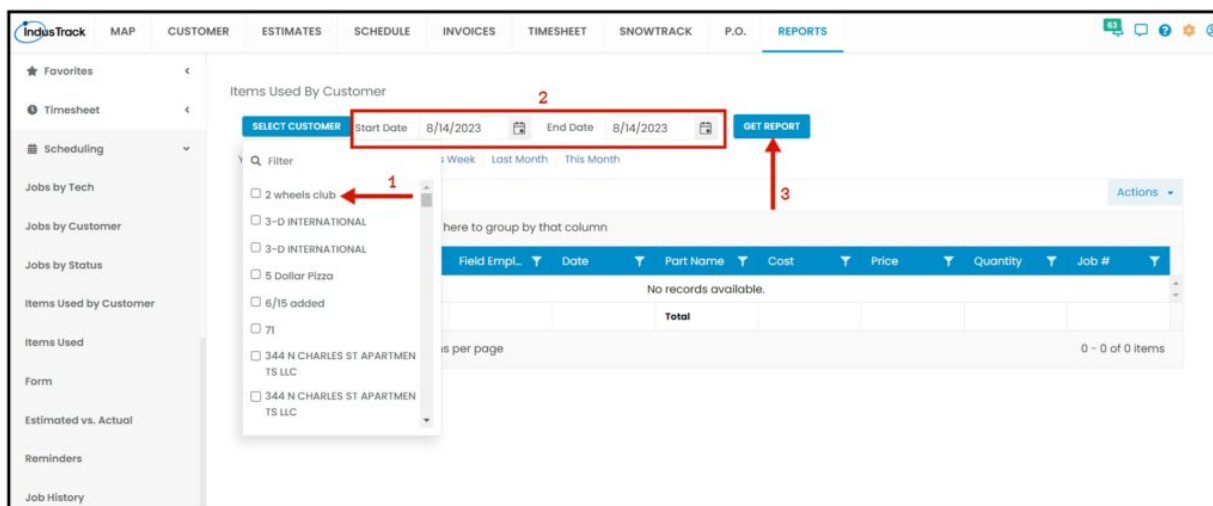 IndusTrack MAP CUSTOMER ESTIMATES SCHEDULE INVOICES TIMESHEET SNOWTRACK P.O. REPORTS 63
Favorites
Timesheet
Scheduling
Jobs by Tech
Jobs by Customer
Jobs by Status
Items Used by Customer
Items Used
Form
Estimated vs. Actual
Reminders
Job History
Items Used By Customer
2
SELECT CUSTOMER Start Date 8/14/2023 End Date 8/14/2023 GET REPORT
Filter
Week Last Month This Month
1
3
2 wheels club
3-D INTERNATIONAL
3-D INTERNATIONAL
5 Dollar Pizza
6/15 added
71
344 N CHARLES ST APARTMEN
TS LLC
344 N CHARLES ST APARTMEN
TS LLC
Actions
here to group by that column
Field Empl... Date Part Name Cost Price Quantity Job #
No records available.
Total
per page
0 - 0 of 0 items